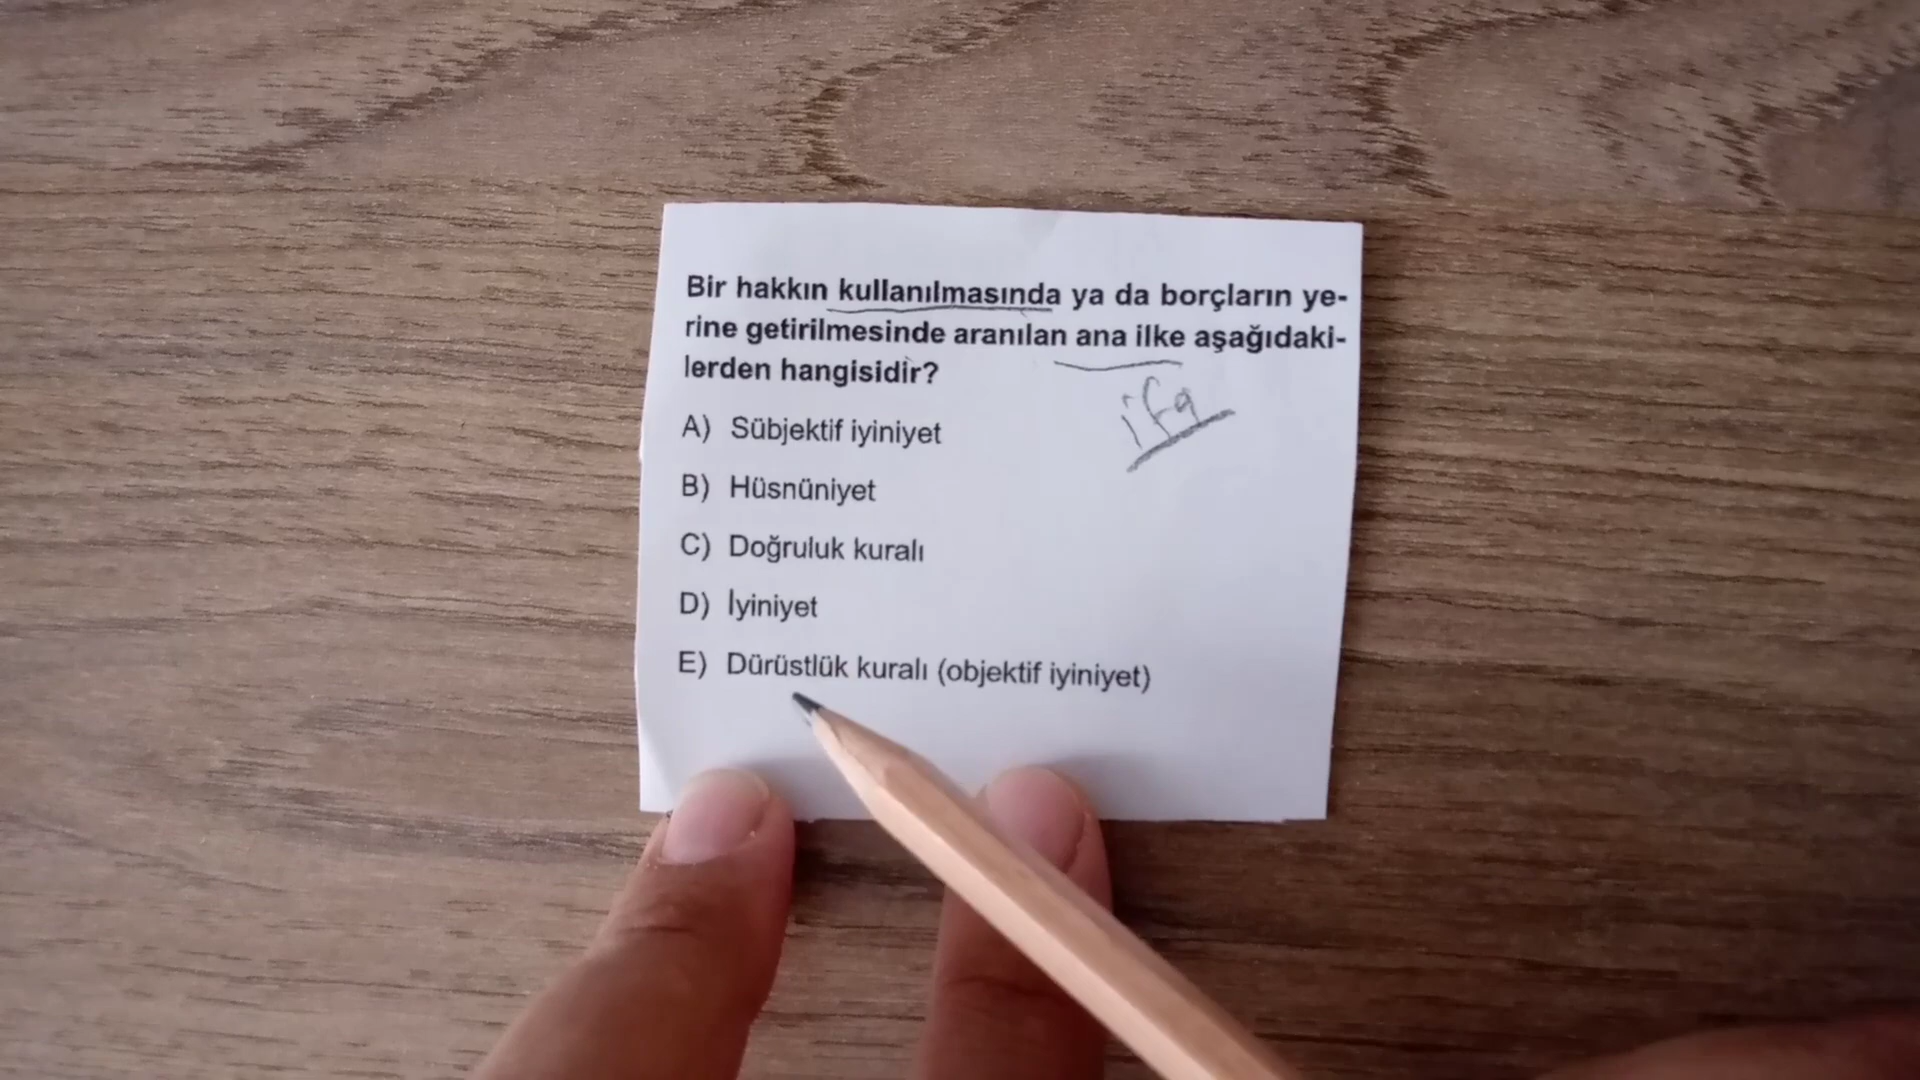 Bir hakkın kullanılmasında ya da borçların ye-
rine getirilmesinde aranılan ana ilke aşağıdaki-
lerden hangisidir?
ifa
A) Sübjektif iyiniyet
B) Hüsnüniyet
C) Doğruluk kuralı
D) İyiniyet
E) Dürüstlük kuralı (objektif iyiniyet)